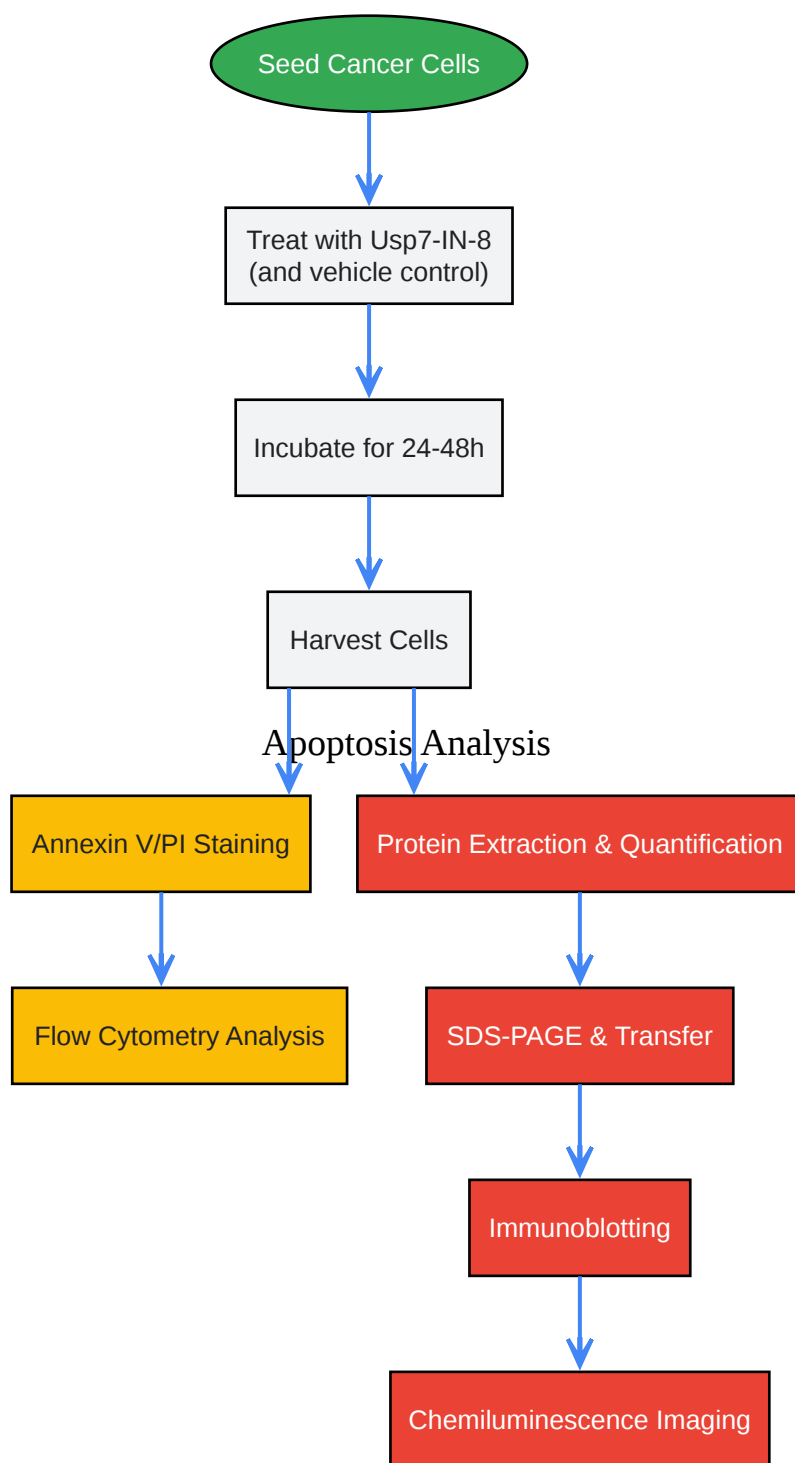 Seed Cancer Cells
Treat with Usp7-IN-8
(and vehicle control)
Incubate for 24-48h
Harvest Cells
Apoptosis Analysis
Annexin V/PI Staining
Protein Extraction & Quantification
Flow Cytometry Analysis
SDS-PAGE & Transfer
Immunoblotting
Chemiluminescence Imaging